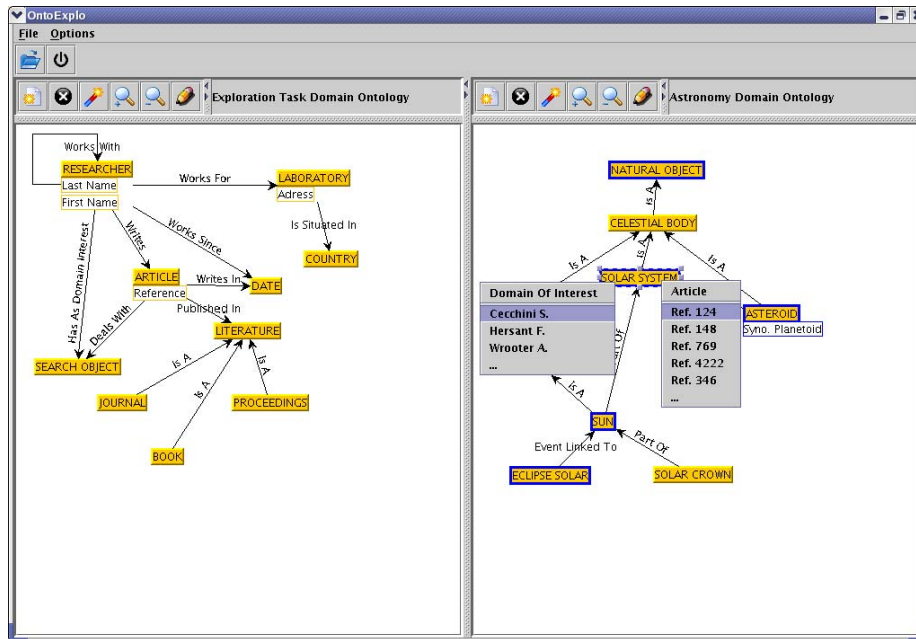 OntoExplo
File Options
Exploration Task Domain Ontology
Works With
RESEARCHER
Last Name
First Name
Works For
LABORATORY
Adress
Is Situated In
COUNTRY
Has As Domain Interest
Writes
Works Since
ARTICLE
Reference
Writes In
DATE
Published In
Deals With
LITERATURE
SEARCH OBJECT
Is A
Is A
Is A
JOURNAL
PROCEEDINGS
BOOK
Astronomy Domain Ontology
NATURAL OBJECT
Is A
CELESTIAL BODY
Is A
Is A
Is A
SOLAR SYSTEM
Domain Of Interest
Cecchini S.
Hersant F.
Wrooter A.
...
Article
Ref. 124
Ref. 148
Ref. 769
Ref. 4222
Ref. 346
...
ASTEROID
Syno. Planetoid
Is A
SUN
Event Linked To
Part Of
ECLIPSE SOLAR
SOLAR CROWN